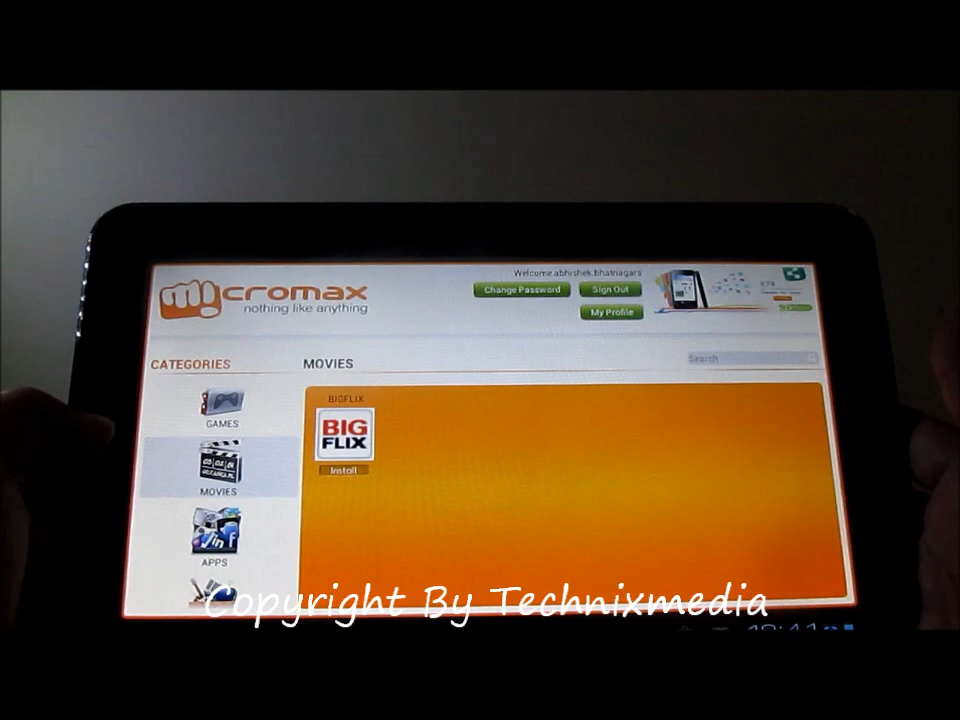 micromax
nothing like anything
Welcome.abhishek.bhatnagars
Change Password
Sign Out
My Profile
CATEGORIES
MOVIES
Search
GAMES
MOVIES
APPS
BIGFLIX
BIG
FLIX
Install
Copyright By Technixmedia